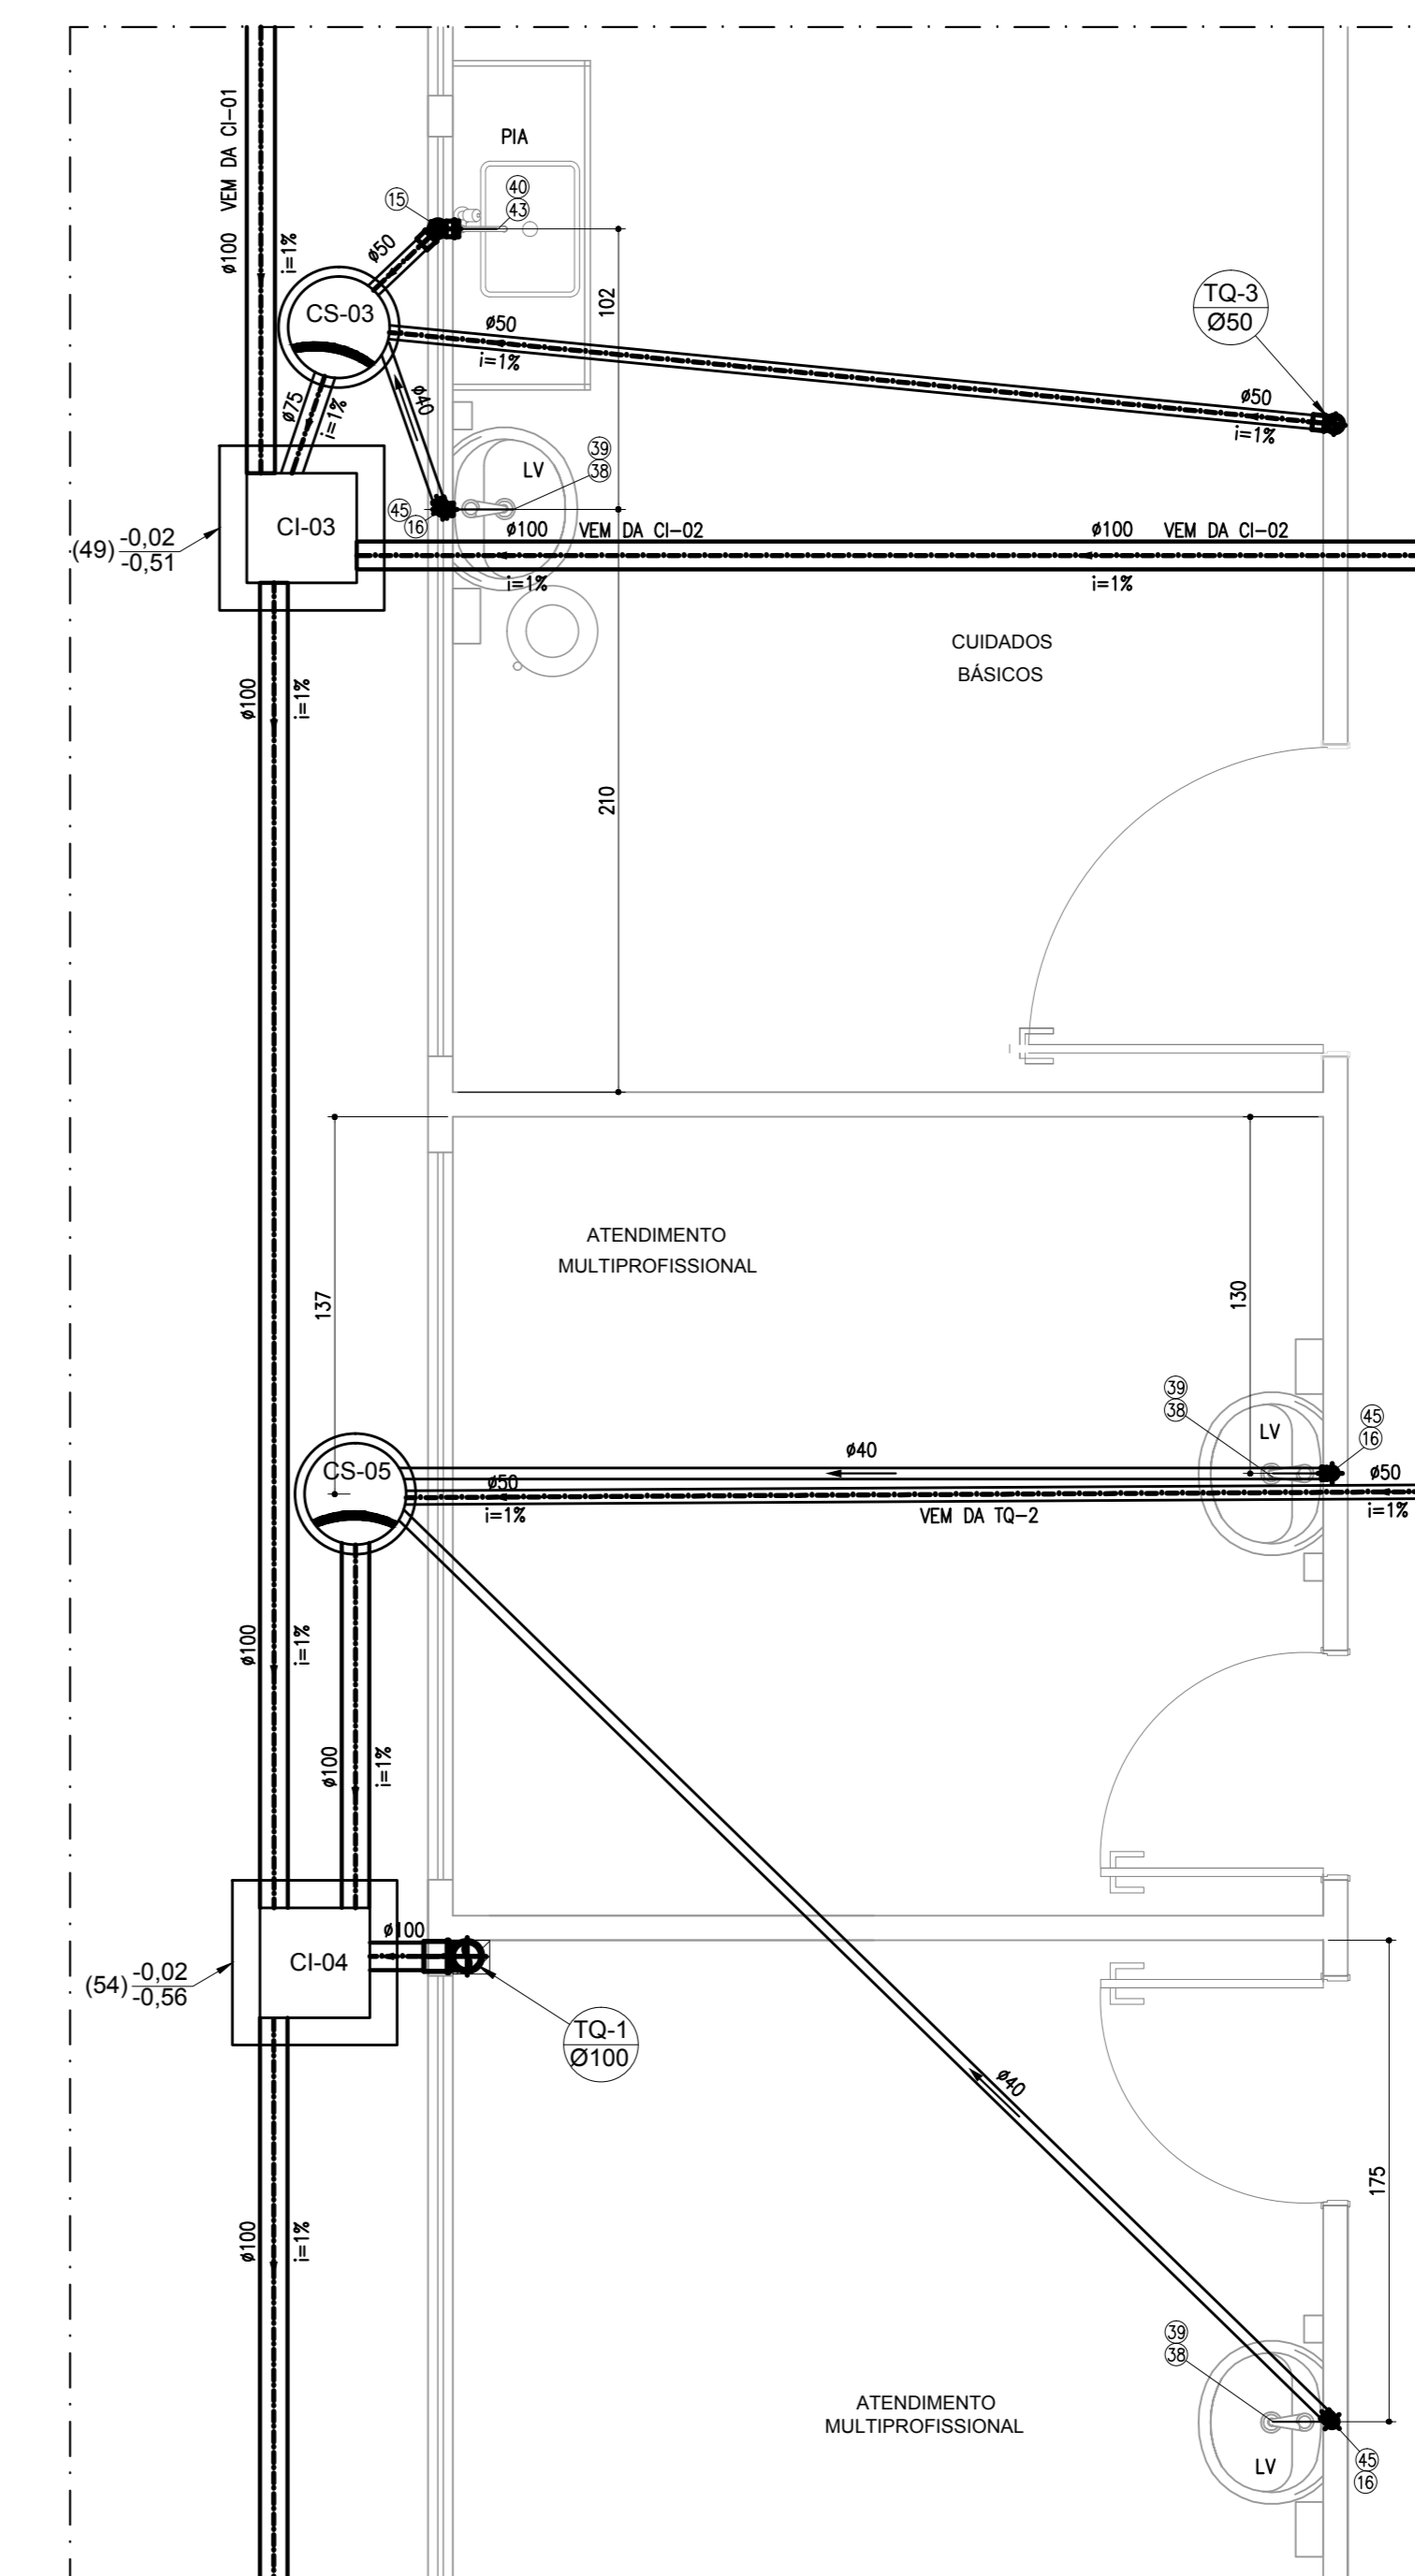 ø100 VEM DA CI-01
i=1%
PIA
15
40
43
ø50
CS-03
102
TQ-3
Ø50
ø50
i=1%
ø50
i=1%
ø40
ø75
i=1%
LV
39
38
45
16
CI-03
(49) -0,02
-0,51
ø100 VEM DA CI-02
i=1%
ø100 VEM DA CI-02
i=1%
CUIDADOS
BÁSICOS
ø100
i=1%
210
ATENDIMENTO
MULTIPROFISSIONAL
137
130
39
38
LV
45
16
ø40
CS-05
ø50
i=1%
VEM DA TQ-2
ø50
i=1%
ø100
i=1%
ø100
i=1%
ø100
CI-04
(54) -0,02
-0,56
TQ-1
Ø100
ø40
175
ø100
i=1%
39
38
ATENDIMENTO
MULTIPROFISSIONAL
LV
45
16